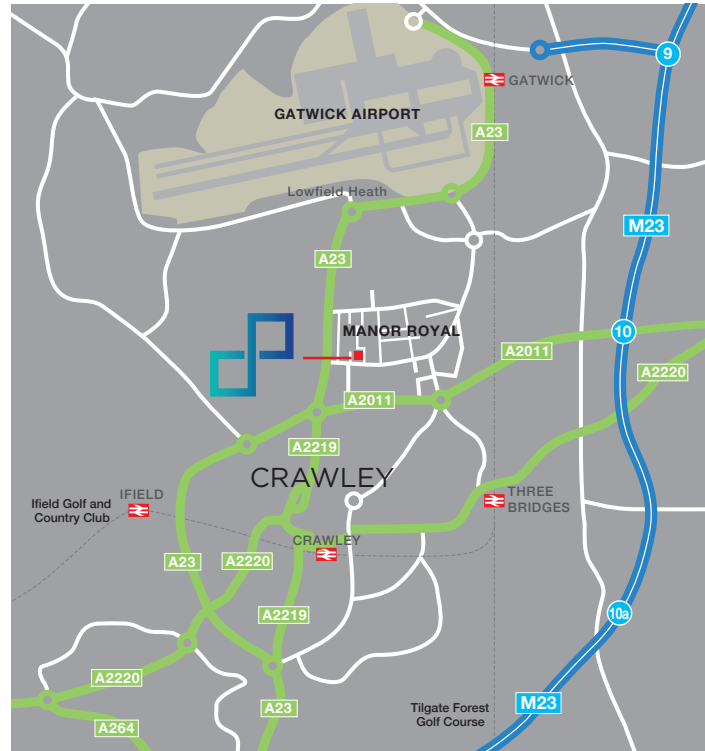 9
GATWICK
GATWICK AIRPORT
A23
Lowfield Heath
M23
A23
MANOR ROYAL
10
A2011
A2220
A2011
A2219
CRAWLEY
IFIELD
Ifield Golf and
Country Club
THREE
BRIDGES
CRAWLEY
A23
A2220
A2219
10a
A2220
A23
A264
Tilgate Forest
Golf Course
M23